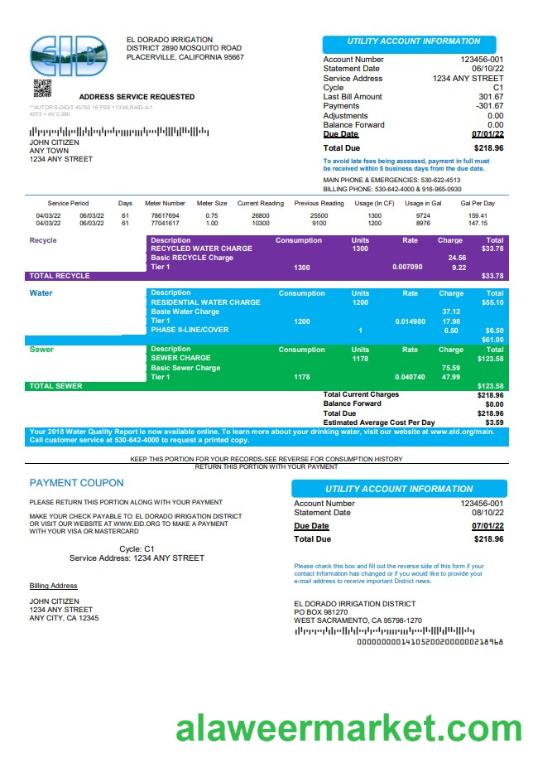 EID
EL DORADO IRRIGATION
DISTRICT 2890 MOSQUITO ROAD
PLACERVILLE, CALIFORNIA 95667
ADDRESS SERVICE REQUESTED
JOHN CITIZEN
ANY TOWN
1234 ANY STREET
UTILITY ACCOUNT INFORMATION
Account Number 123456-001
Statement Date 06/10/22
Service Address 1234 ANY STREET
Cycle C1
Last Bill Amount 301.67
Payments -301.67
Adjustments 0.00
Balance Forward 0.00
Due Date 07/01/22
Total Due $218.96
To avoid late fees being assessed, payment in full must
be received within 5 business days from the due date.
MAIN PHONE & EMERGENCIES: 530-622-4513
BILLING PHONE: 530-642-4000 & 916-965-0930
Service Period Days Meter Number Meter Size Current Reading Previous Reading Usage (In CF) Usage in Gal Gal Per Day
04/03/22 06/03/22 61 78617694 0.75 26800 25500 1300 9724 159.41
04/03/22 06/03/22 61 77041617 1.00 10300 9100 1200 8976 147.15
Recycle Description Consumption Units Rate Charge Total
RECYCLED WATER CHARGE 1300 $33.78
Basic RECYCLE Charge 24.56
Tier 1 1300 0.007090 9.22
TOTAL RECYCLE $33.78
Water Description Consumption Units Rate Charge Total
RESIDENTIAL WATER CHARGE 1200 $55.10
Baste Water Charge 37.12
Tier 1 1200 0.014980 17.98
PHASE II-LINE/COVER 1 6.50 $6.50
$61.60
Sewer Description Consumption Units Rate Charge Total
SEWER CHARGE 1178 $123.58
Basic Sewer Charge 75.59
Tier 1 1178 0.040740 47.99
TOTAL SEWER $123.58
Total Current Charges $218.96
Balance Forward $0.00
Total Due $218.96
Estimated Average Cost Per Day $3.59
Your 2018 Water Quality Report is now available online. To learn more about your drinking water, visit our website at www.eld.org/main.
Call customer service at 530-642-4000 to request a printed copy.
KEEP THIS PORTION FOR YOUR RECORDS-SEE REVERSE FOR CONSUMPTION HISTORY
RETURN THIS PORTION WITH YOUR PAYMENT
PAYMENT COUPON
PLEASE RETURN THIS PORTION ALONG WITH YOUR PAYMENT
MAKE YOUR CHECK PAYABLE TO: EL DORADO IRRIGATION DISTRICT
OR VISIT OUR WEBSITE AT WWW.EID.ORG TO MAKE A PAYMENT
WITH YOUR VISA OR MASTERCARD
Cycle: C1
Service Address: 1234 ANY STREET
Billing Address
JOHN CITIZEN
1234 ANY STREET
ANY CITY, CA 12345
UTILITY ACCOUNT INFORMATION
Account Number 123456-001
Statement Date 08/10/22
Due Date 07/01/22
Total Due $218.96
Please check this box and fill out the reverse side of this form if your
contact Information has changed or if you would like to provide your
e-mail address to receive important District news.
EL DORADO IRRIGATION DISTRICT
PO BOX 981270
WEST SACRAMENTO, CA 95798-1270
alaweermarket.com